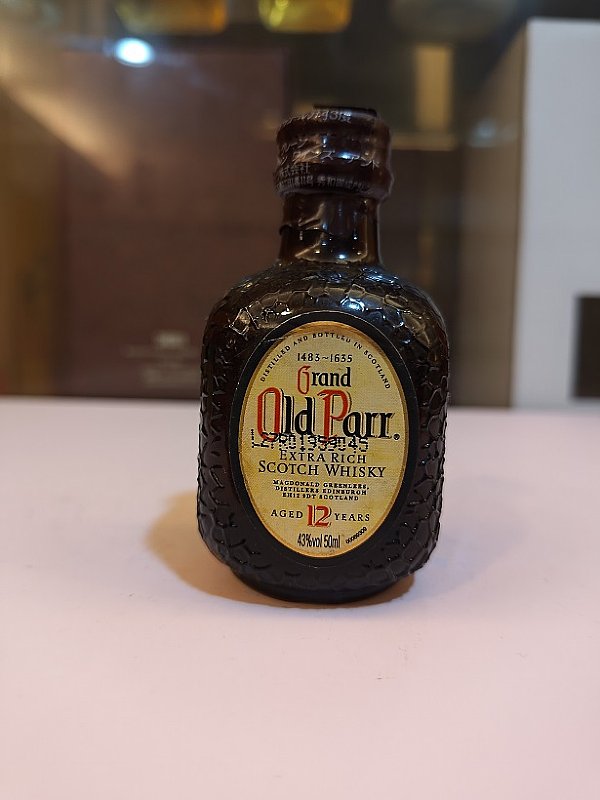 DISTILLED AND BOTTLED IN SCOTLAND
1483~1635
Grand
Old Parr®
L27R01359045
EXTRA RICH
SCOTCH WHISKY
MACDONALD GREENLEES,
DISTILLERS EDINBURGH
EH12 9DT SCOTLAND
AGED 12 YEARS
43%vol 50ml